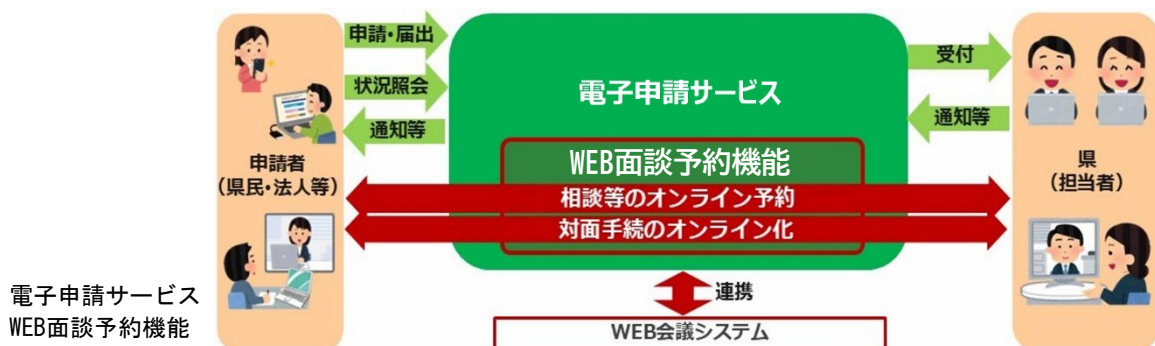 申請・届出
状況照会
通知等
申請者
（県民・法人等）
電子申請サービス
受付
通知等
県
（担当者）
WEB面談予約機能
相談等のオンライン予約
対面手続のオンライン化
連携
WEB会議システム
電子申請サービス
WEB面談予約機能